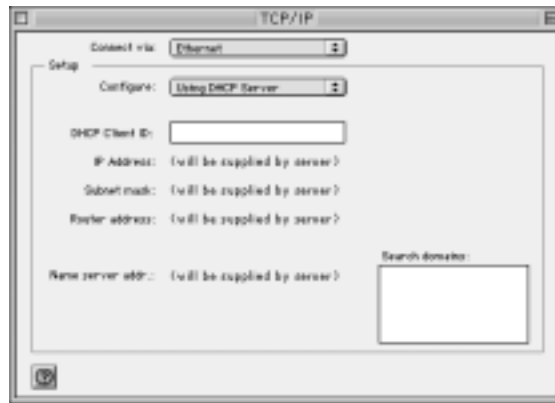 TCP/IP
Connect via: Ethernet
Setup
Configure: Using DHCP Server
DHCP Client ID:
IP Address: <will be supplied by server>
Subnet mask: <will be supplied by server>
Router address: <will be supplied by server>
Search domains:
Name server addr.: <will be supplied by server>